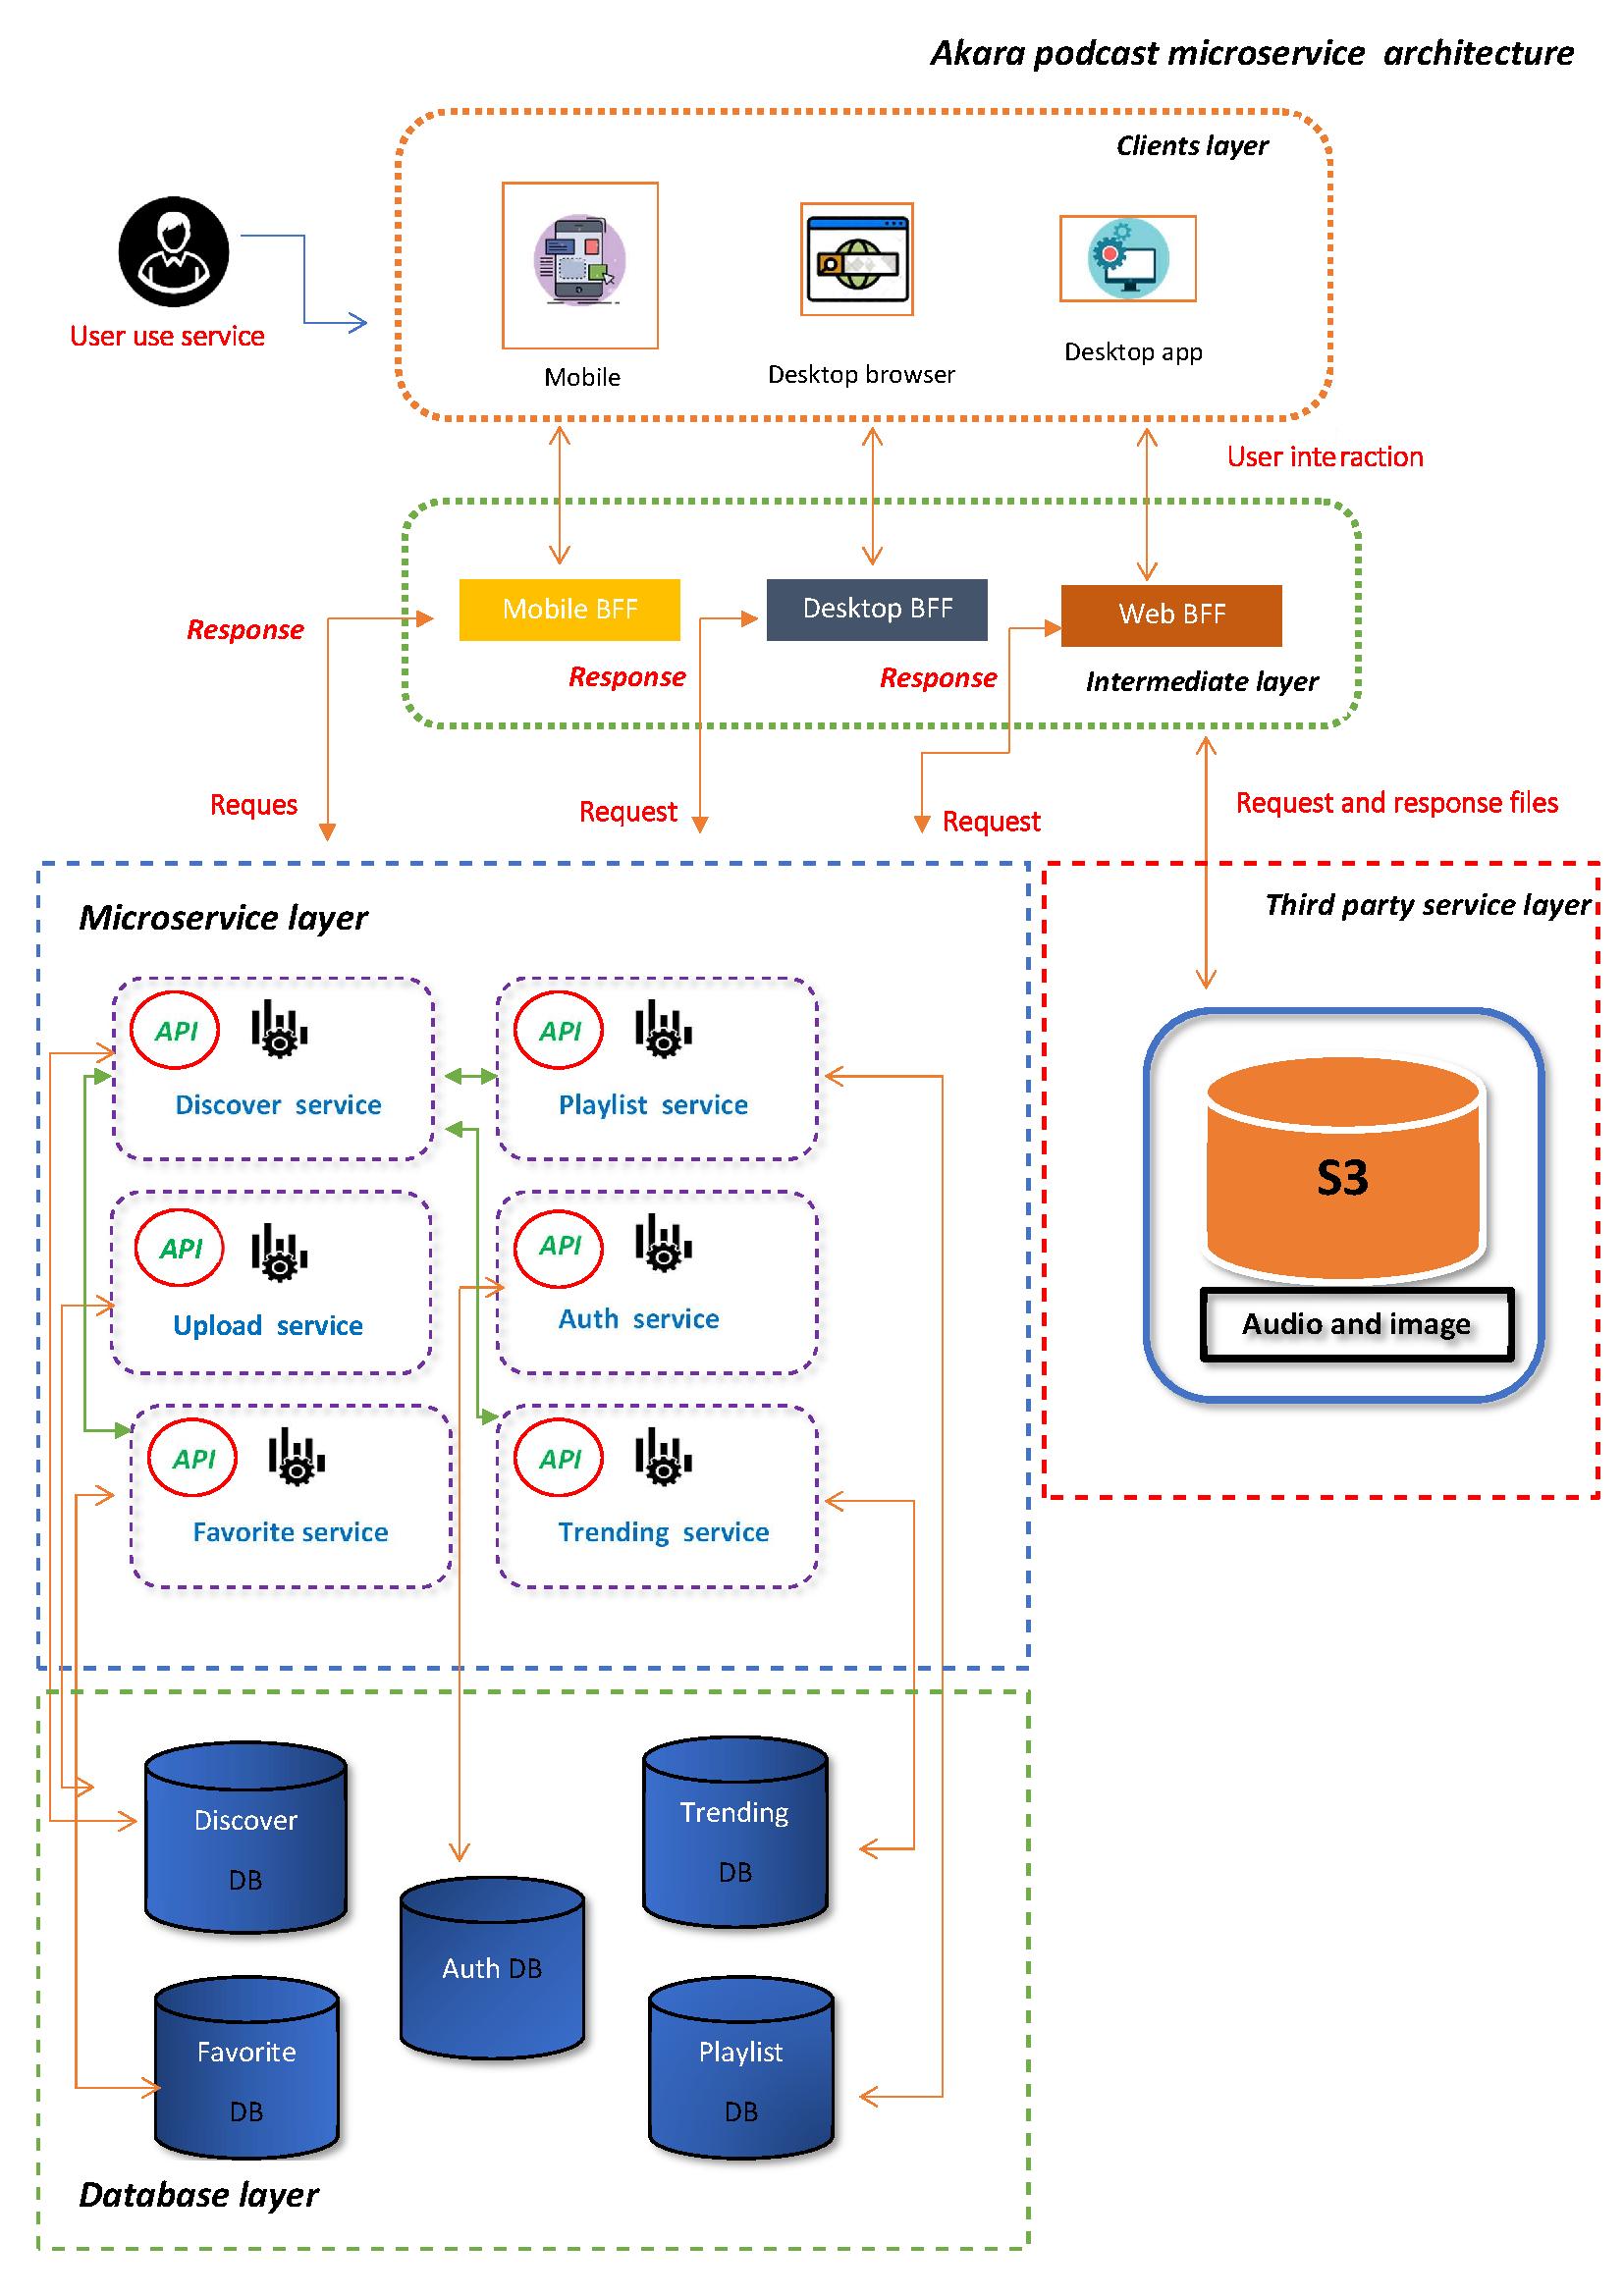 Akara podcast microservice architecture
Clients layer
User use service
Mobile
Desktop browser
Desktop app
User interaction
Mobile BFF
Desktop BFF
Web BFF
Response
Response
Response
Intermediate layer
Reques
Request
Request
Request and response files
Microservice layer
Third party service layer
API
Discover service
API
Playlist service
S3
Audio and image
API
Upload service
API
Auth service
API
Favorite service
API
Trending service
Discover
DB
Trending
DB
Auth DB
Favorite
DB
Playlist
DB
Database layer